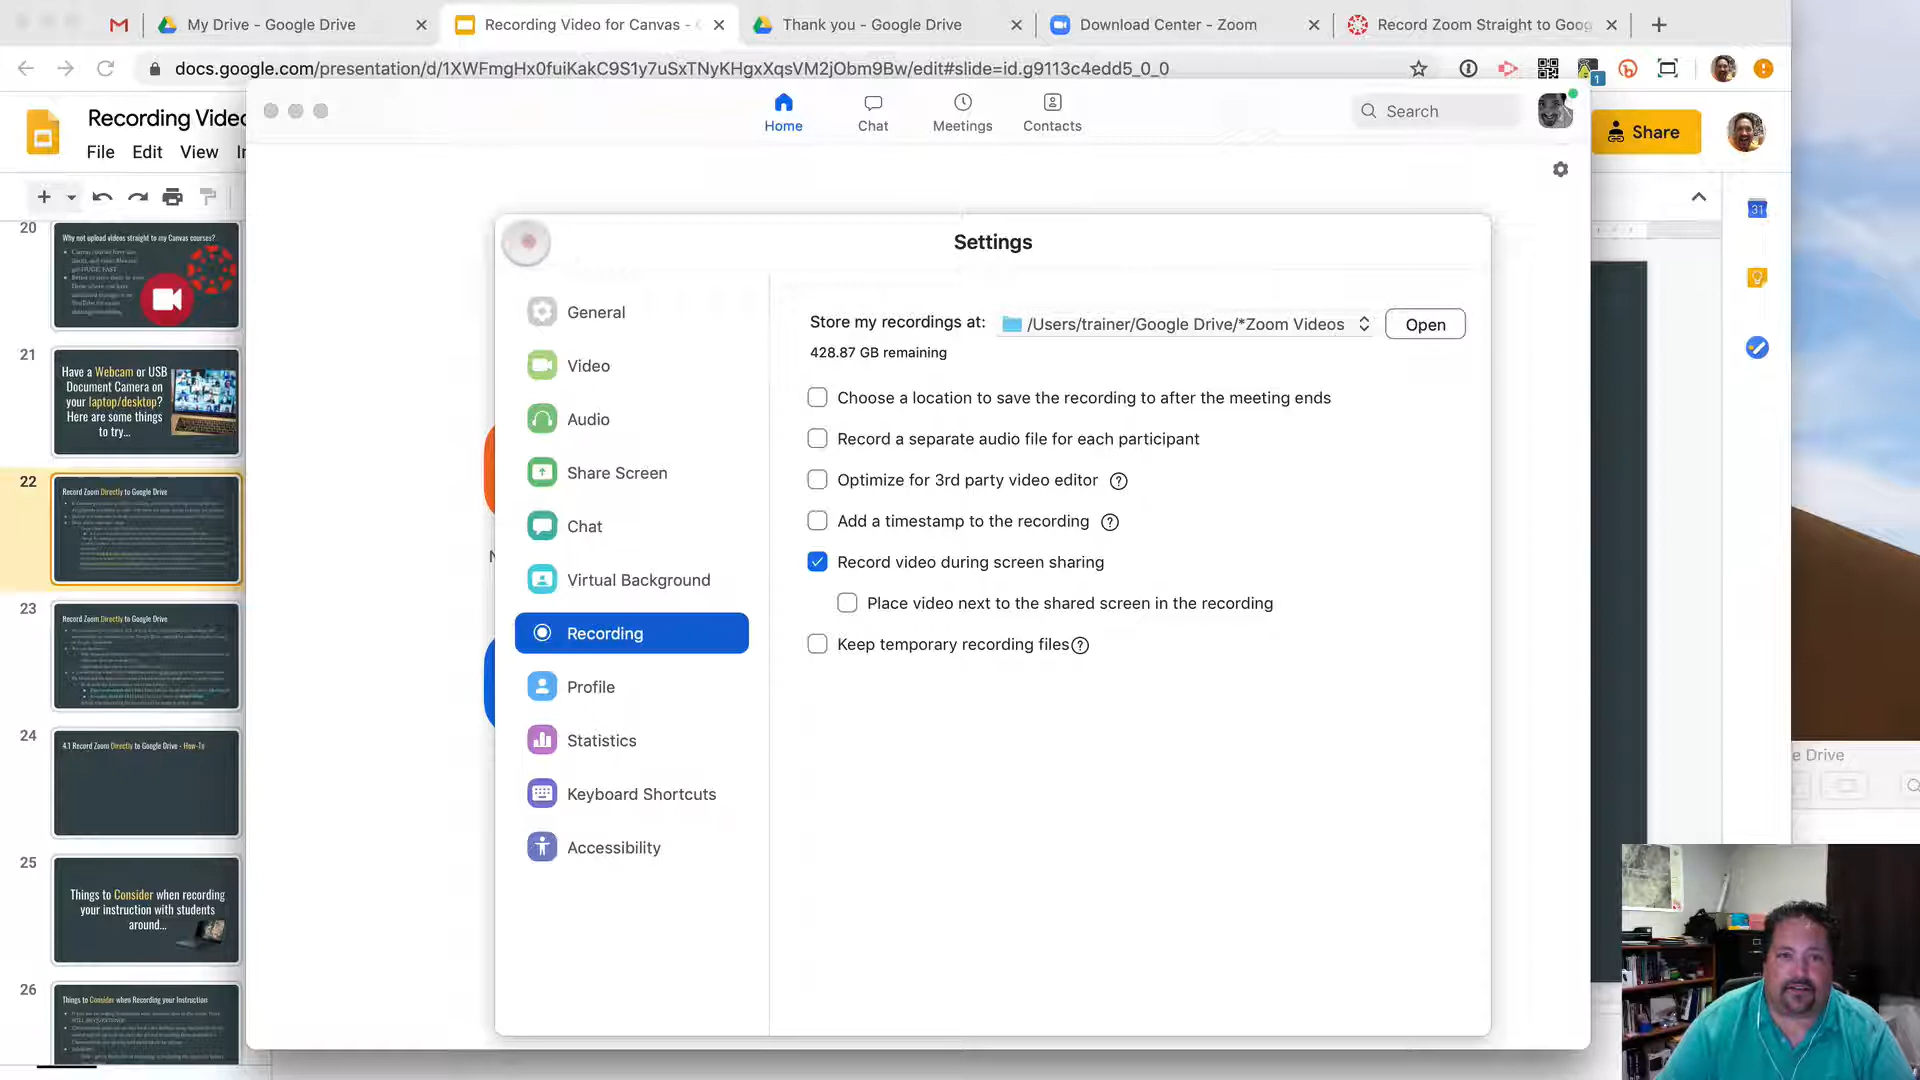 My Drive - Google Drive
Recording Video for Canvas -
Thank you - Google Drive
Download Center - Zoom
Record Zoom Straight to Goog
docs.google.com/presentation/d/1XWFmgHx0fuiKakC9S1y7uSxTNyKHgxXqsVM2jObm9Bw/edit#slide=id.g9113c4edd5_0_0
1
Recording Video
File Edit View In
Home
Chat
Meetings
Contacts
Search
Share
31
20
Why not upload videos straight to my Canvas courses?
21
Have a Webcam or USB
Document Camera on
your laptop/desktop?
Here are some things
to try...
22
Record Zoom Directly to Google Drive
23
Record Zoom Directly to Google Drive
24
4.1 Record Zoom Directly to Google Drive - How-To
25
Things to Consider when recording
your instruction with students
around...
26
Things to Consider when Recording your Instruction
Settings
General
Video
Audio
Share Screen
Chat
Virtual Background
Recording
Profile
Statistics
Keyboard Shortcuts
Accessibility
Store my recordings at:
/Users/trainer/Google Drive/*Zoom Videos
Open
428.87 GB remaining
Choose a location to save the recording to after the meeting ends
Record a separate audio file for each participant
Optimize for 3rd party video editor
Add a timestamp to the recording
Record video during screen sharing
Place video next to the shared screen in the recording
Keep temporary recording files
N
e Drive